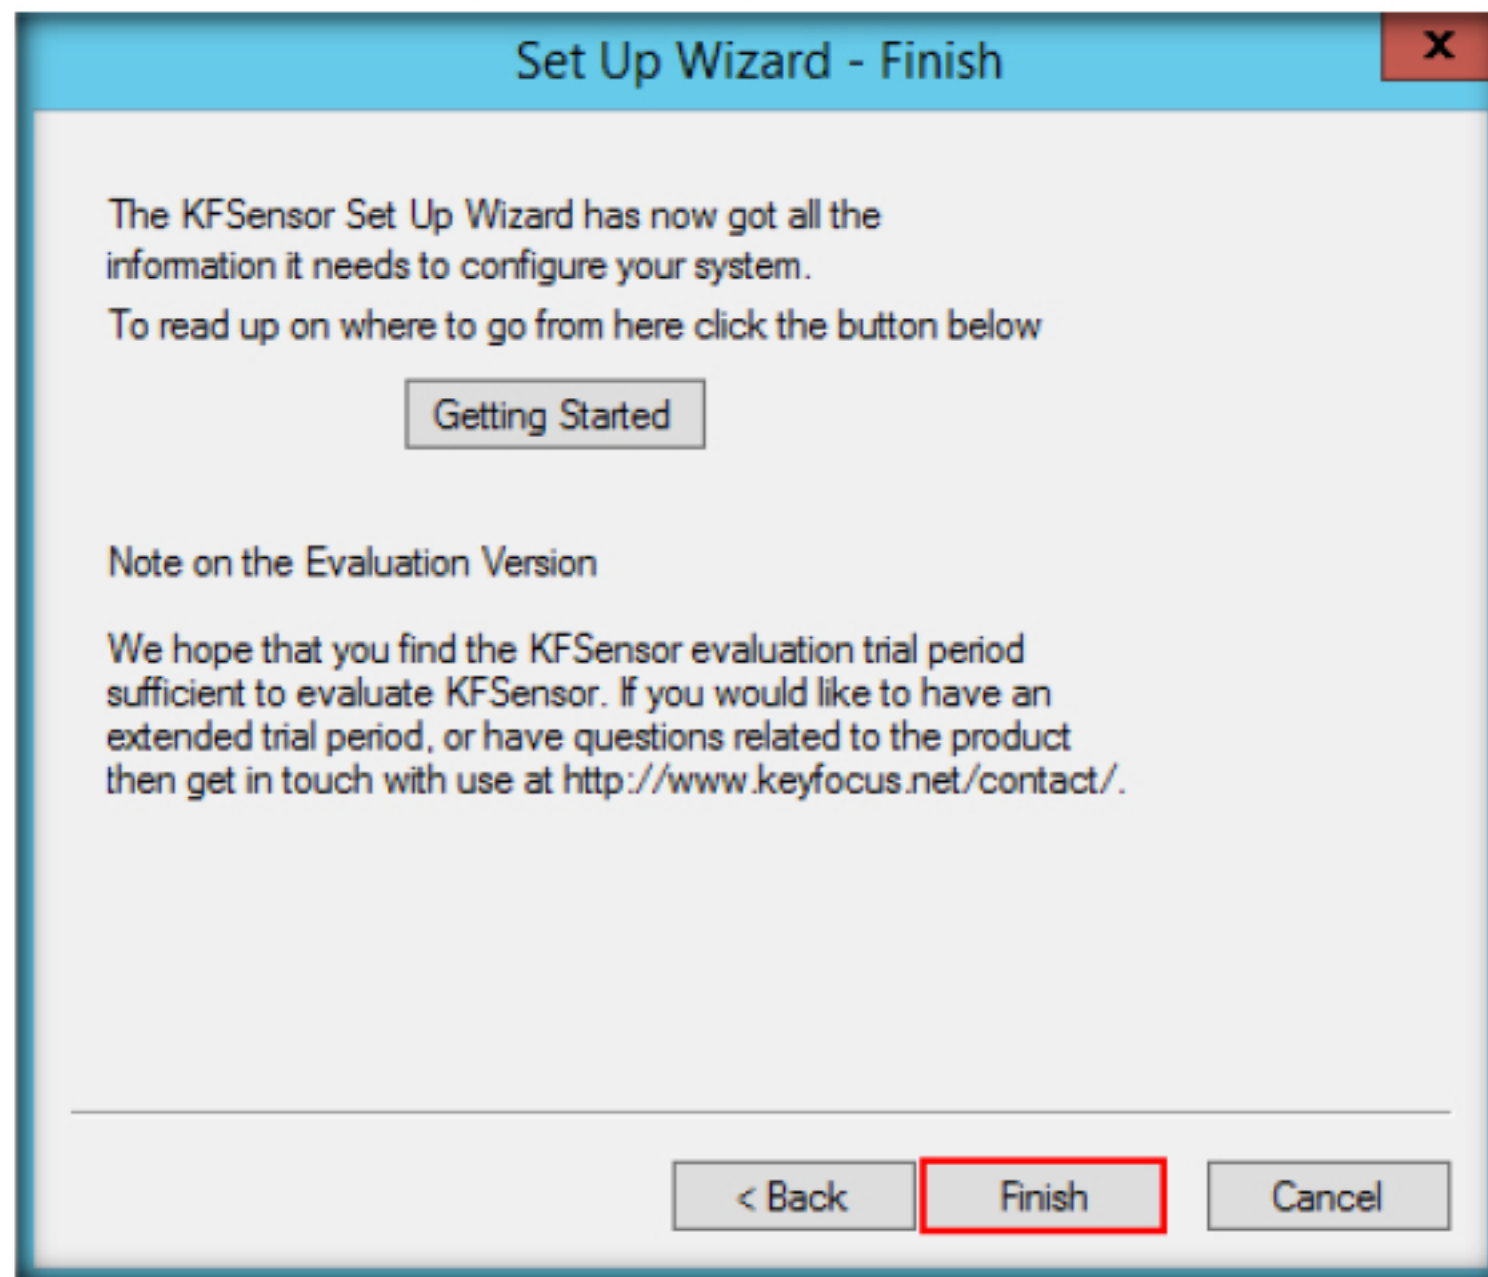 Set Up Wizard - Finish
x
The KFSensor Set Up Wizard has now got all the
information it needs to configure your system.
To read up on where to go from here click the button below
Getting Started
Note on the Evaluation Version
We hope that you find the KFSensor evaluation trial period
sufficient to evaluate KFSensor. If you would like to have an
extended trial period, or have questions related to the product
then get in touch with use at http://www.keyfocus.net/contact/.
< Back
Finish
Cancel